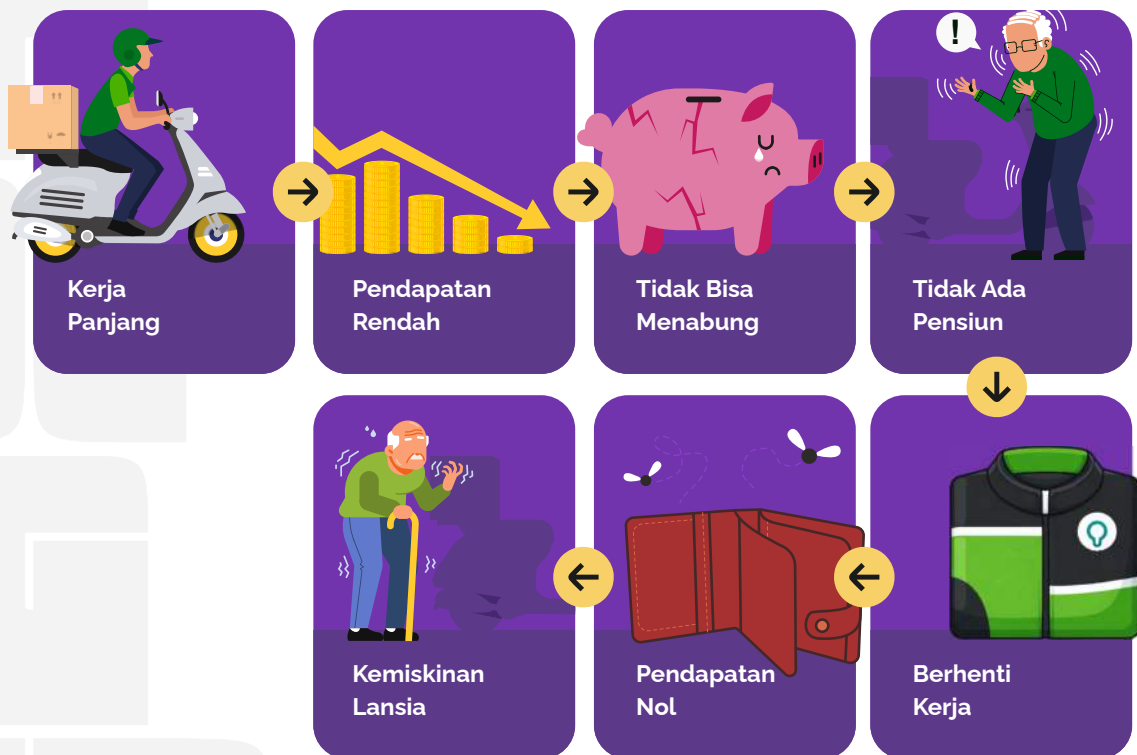 !
Kerja
Panjang
Pendapatan
Rendah
Tidak Bisa
Menabung
Tidak Ada
Pensiun
Berhenti
Kerja
Pendapatan
Nol
Kemiskinan
Lansia